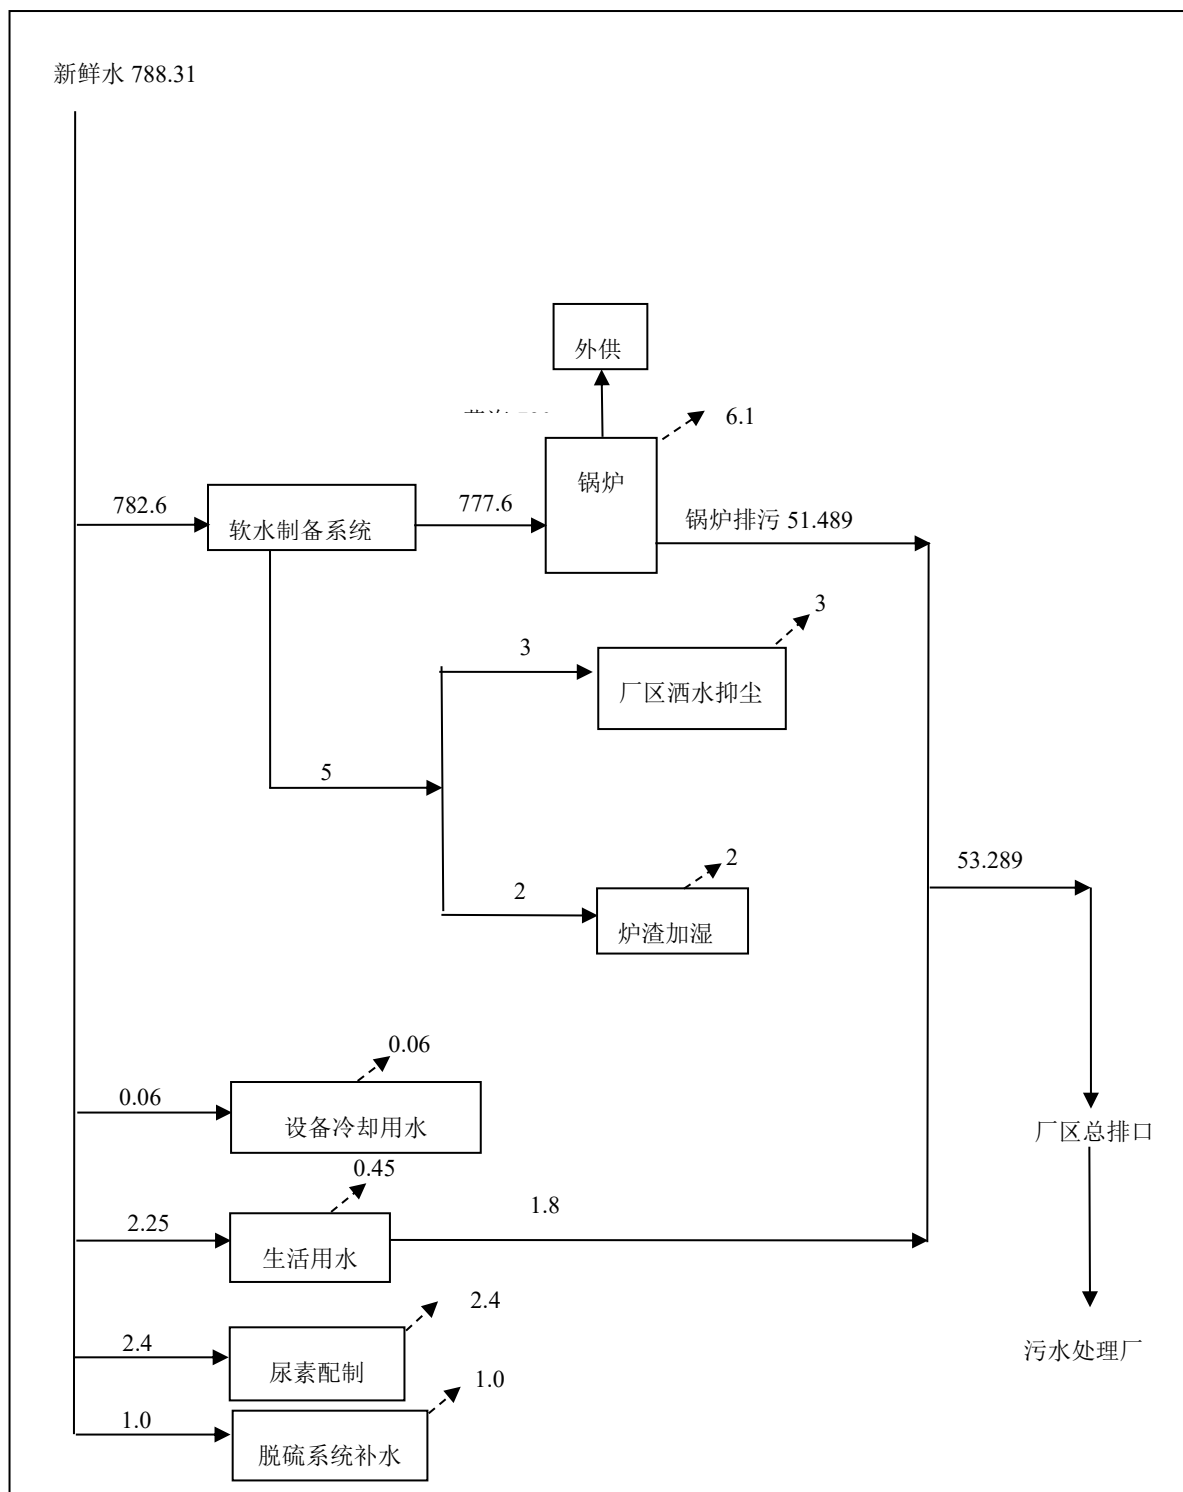 新鲜水 788.31
外供
6.1
锅炉
782.6
777.6
软水制备系统
锅炉排污 51.489
3
3
厂区洒水抑尘
5
2
2
炉渣加湿
53.289
0.06
0.06
设备冷却用水
厂区总排口
0.45
2.25
1.8
生活用水
2.4
2.4
尿素配制
污水处理厂
1.0
1.0
脱硫系统补水